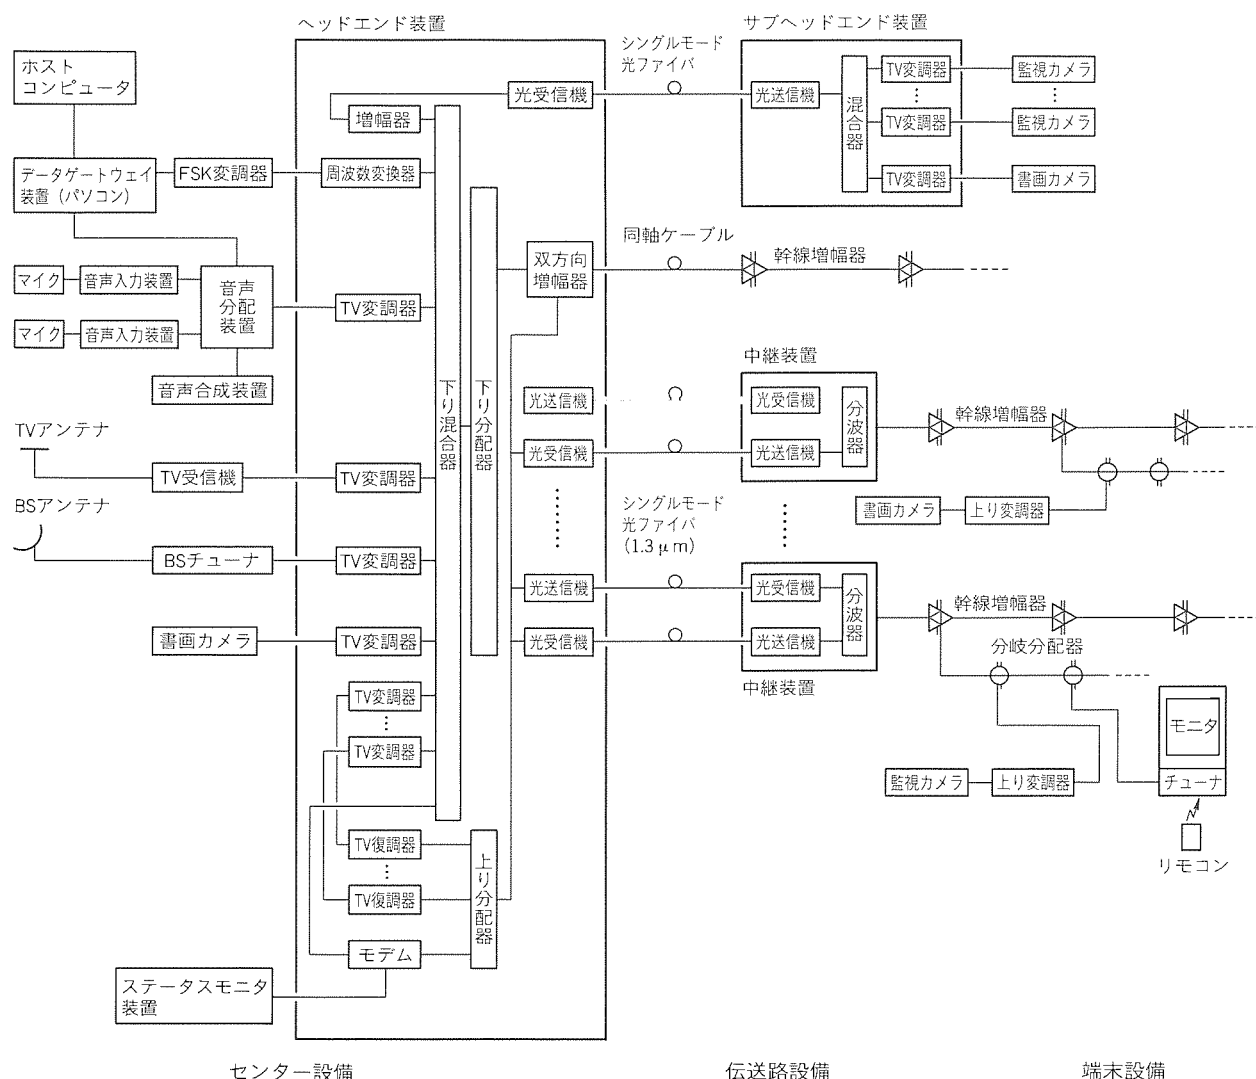 ヘッドエンド装置
サブヘッドエンド装置
ホスト
コンピュータ
シングルモード
光ファイバ
光受信機
光送信機
混合器
TV変調器
監視カメラ
TV変調器
監視カメラ
TV変調器
書画カメラ
増幅器
データゲートウェイ
装置(パソコン)
FSK変調器
周波数変換器
同軸ケーブル
双方向
増幅器
幹線増幅器
マイク
音声入力装置
音声
分配
装置
TV変調器
マイク
音声入力装置
音声合成装置
下り混合器
下り分配器
中継装置
光送信機
光受信機
分波器
幹線増幅器
光受信機
光送信機
TVアンテナ
TV受信機
TV変調器
BSアンテナ
シングルモード
光ファイバ
(1.3μm)
書画カメラ
上り変調器
BSチューナ
TV変調器
光送信機
光受信機
分波器
幹線増幅器
書画カメラ
TV変調器
光受信機
光送信機
分岐分配器
中継装置
TV変調器
TV変調器
モニタ
監視カメラ
上り変調器
チューナ
リモコン
TV復調器
上り分配器
TV復調器
モデム
ステータスモニタ
装置
センター設備
伝送路設備
端末設備